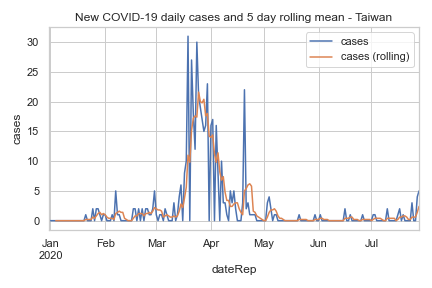 New COVID-19 daily cases and 5 day rolling mean - Taiwan
cases
cases (rolling)
30
25
20
15
10
5
0
cases
Jan Feb Mar Apr May Jun Jul
2020
dateRep